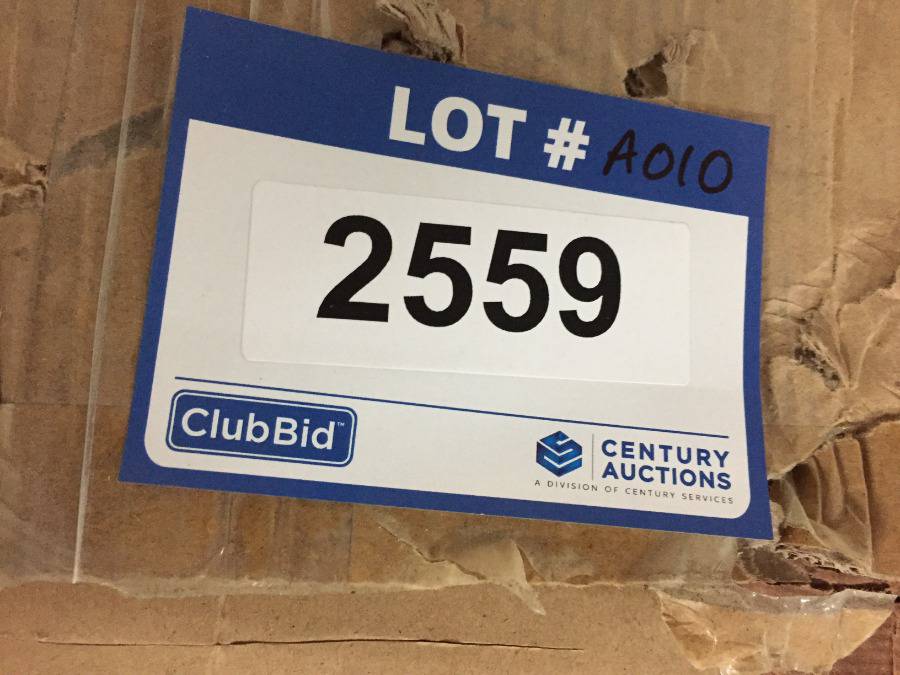 LOT # A010
2559
ClubBid™
CENTURY
AUCTIONS
A DIVISION OF CENTURY SERVICES